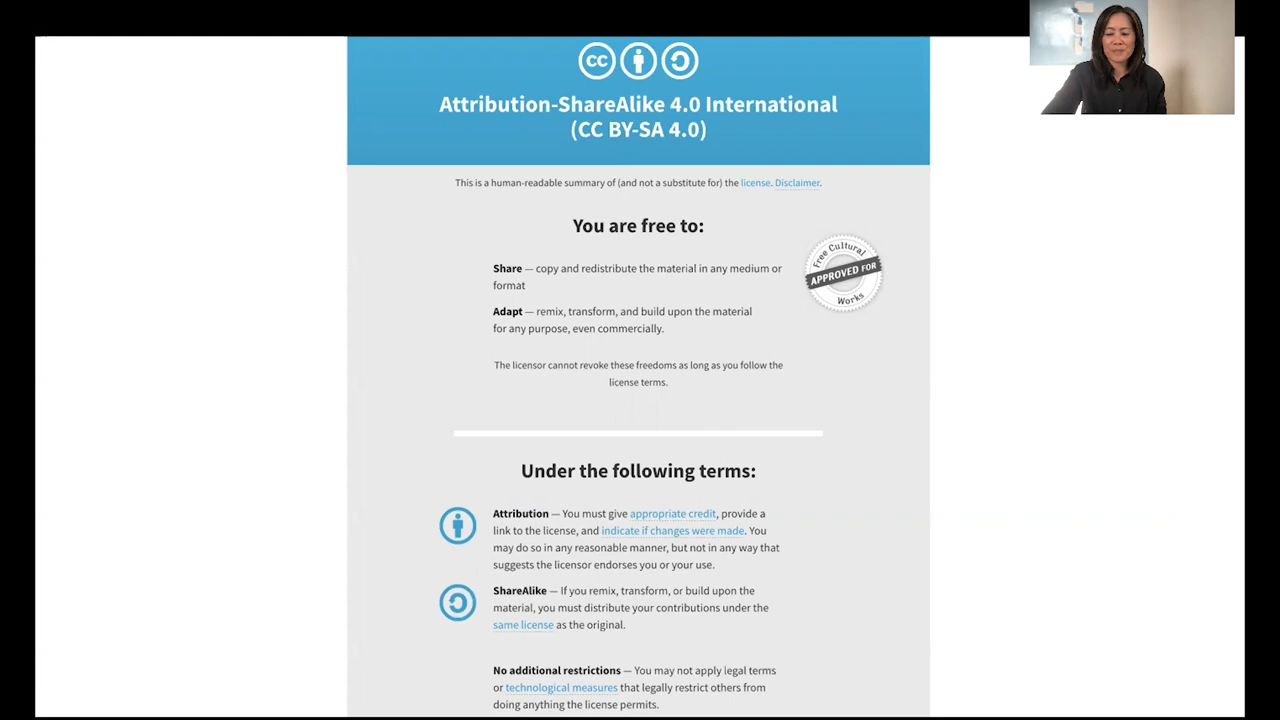 cc
Attribution-ShareAlike 4.0 International
(CC BY-SA 4.0)
This is a human-readable summary of (and not a substitute for) the license. Disclaimer.
You are free to:
Share — copy and redistribute the material in any medium or
format
Adapt — remix, transform, and build upon the material
for any purpose, even commercially.
Free Cultural
APPROVED FOR
Works
The licensor cannot revoke these freedoms as long as you follow the
license terms.
Under the following terms:
Attribution — You must give appropriate credit, provide a
link to the license, and indicate if changes were made. You
may do so in any reasonable manner, but not in any way that
suggests the licensor endorses you or your use.
ShareAlike — If you remix, transform, or build upon the
material, you must distribute your contributions under the
same license as the original.
No additional restrictions — You may not apply legal terms
or technological measures that legally restrict others from
doing anything the license permits.